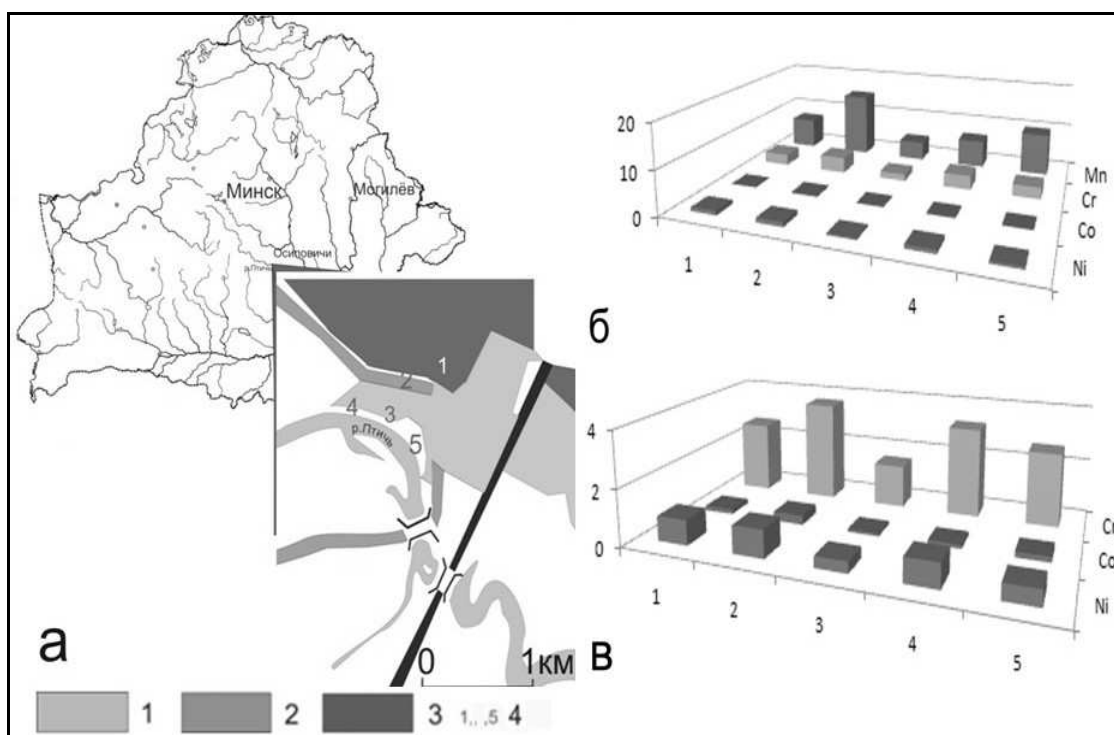 Минск
Могилёв
Осиповичи
р.Птичь
1
2
4 3
р.Птичь 5
0 1км
а
1 2 3 1,..,5 4
20
10
0
1 2 3 4 5
Mn
Cr
Co
Ni
б
4
2
0
1 2 3 4 5
Cr
Co
Ni
в